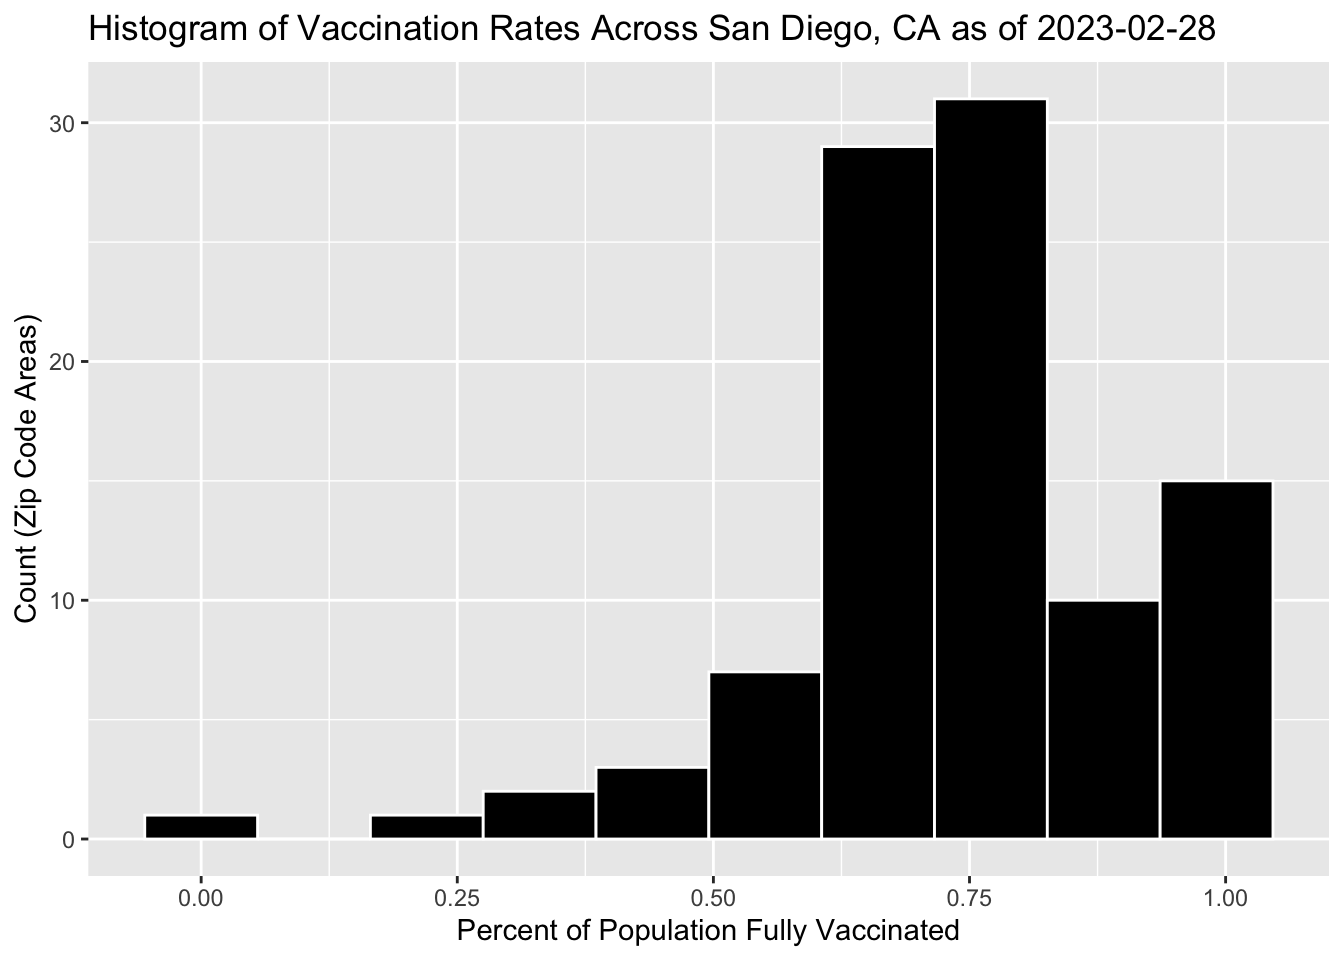 Histogram of Vaccination Rates Across San Diego, CA as of 2023-02-28
30
20
10
0
Count (Zip Code Areas)
0.00 0.25 0.50 0.75 1.00
Percent of Population Fully Vaccinated